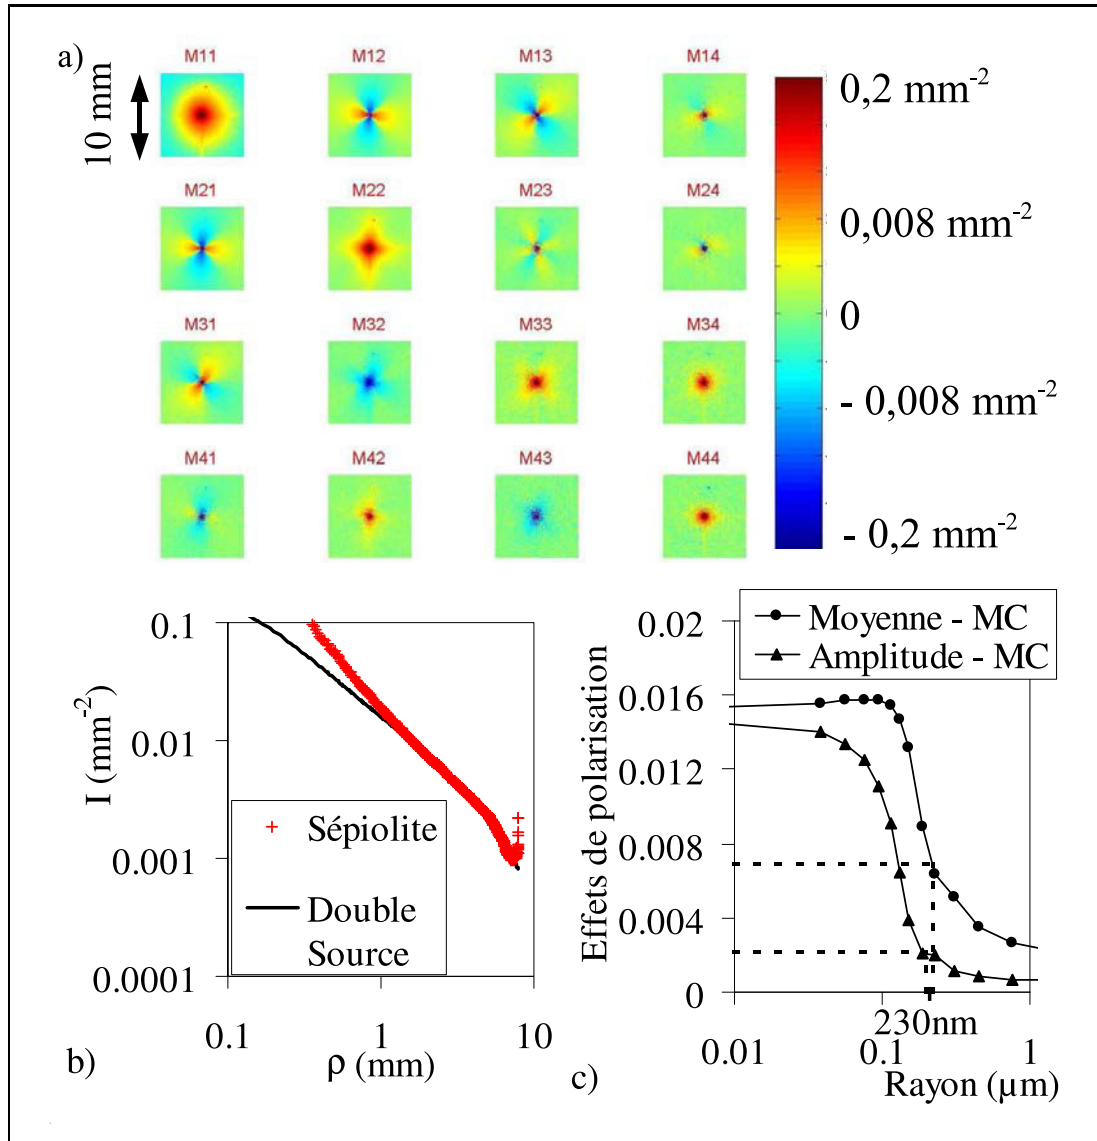 a)
10 mm
M11 M12 M13 M14
M21 M22 M23 M24
M31 M32 M33 M34
M41 M42 M43 M44
0,2 mm-2
0,008 mm-2
0
- 0,008 mm-2
- 0,2 mm-2
b)
I (mm-2)
0.1
0.01
0.001
0.0001
0.1 1 10
ρ (mm)
Sépiolite
Double
Source
c)
Effets de polarisation
Moyenne - MC
Amplitude - MC
0.02
0.016
0.012
0.008
0.004
0
230nm
0.01 0.1 1
Rayon (µm)